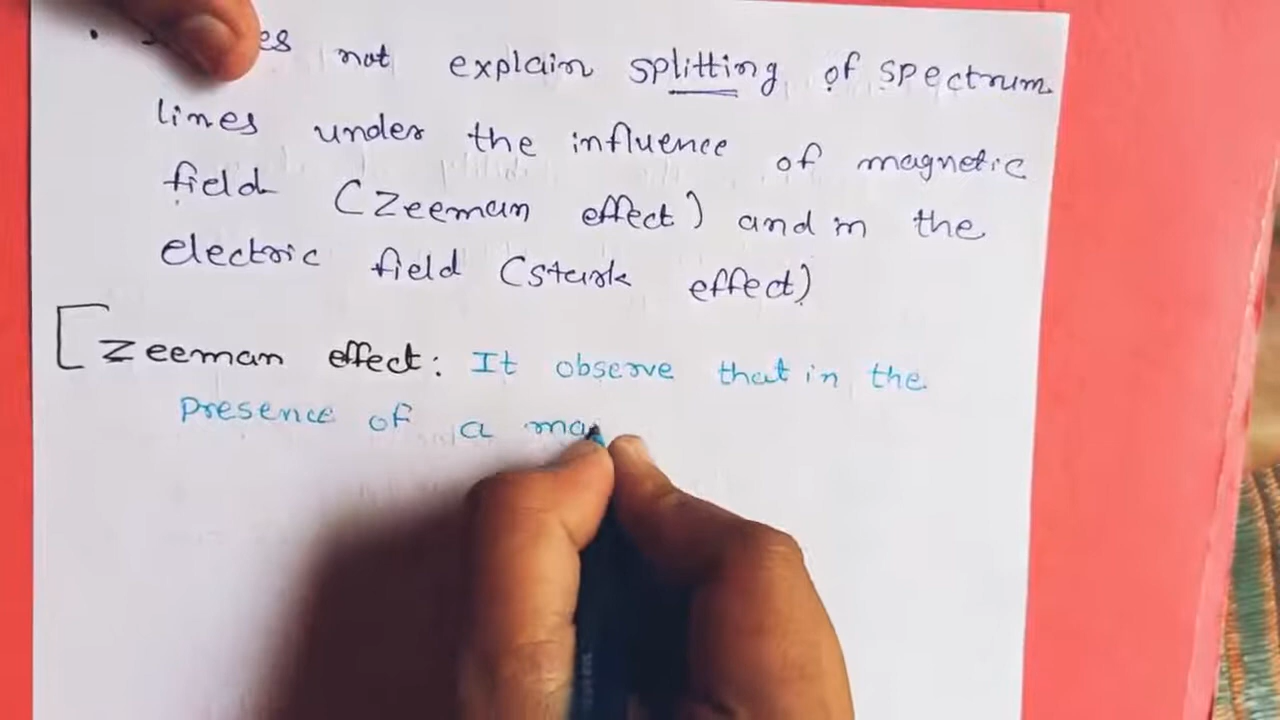 not explain splitting of spectrum
lines under the influence of magnetic
field (Zeeman effect) and in the
electric field (stark effect)
[Zeeman effect: It observe that in the
presence of a ma